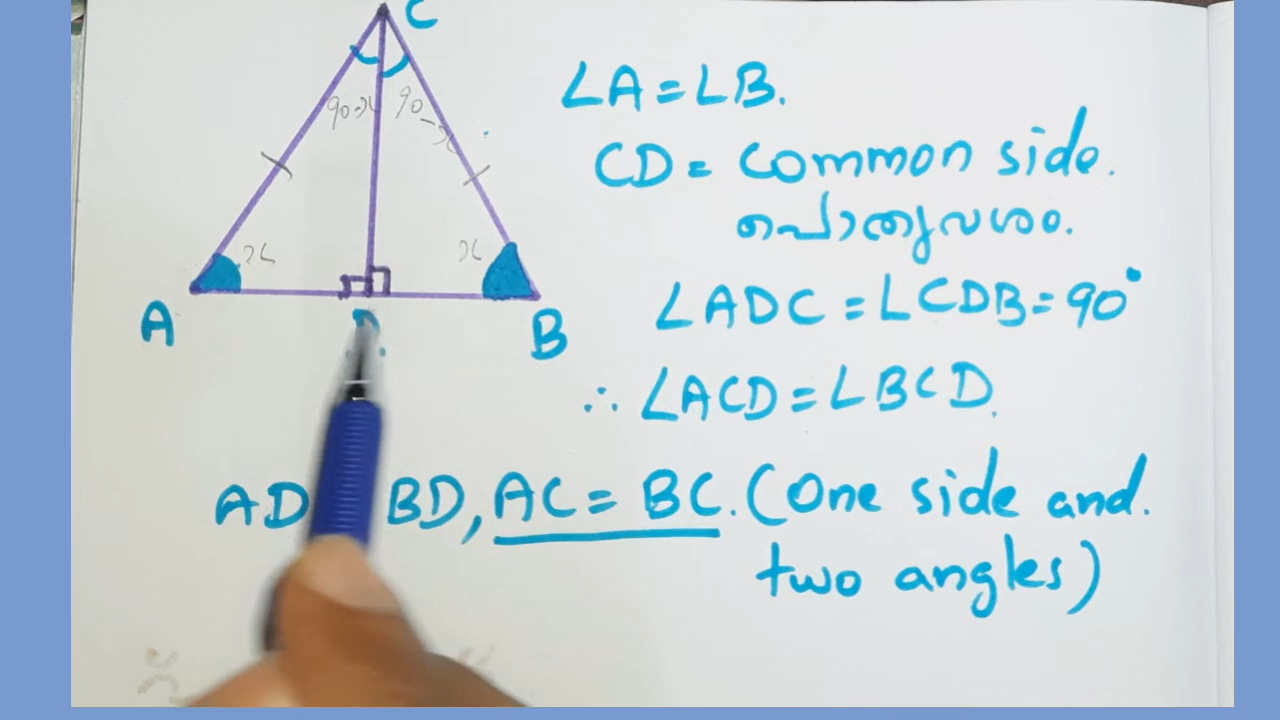 C
90-x 90-x
x x
A D B
∠A = ∠B.
CD = common side.
പൊതുവശം.
∠ADC = ∠CDB = 90°
∴ ∠ACD = ∠BCD.
AD BD, AC = BC. (One side and.
two angles)